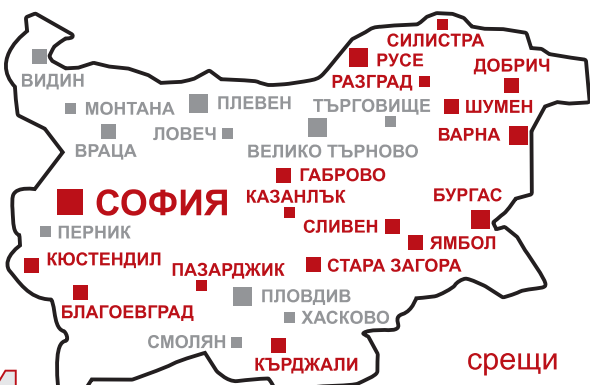 СИЛИСТРА
РУСЕ
ДОБРИЧ
ВИДИН
РАЗГРАД
ПЛЕВЕН
ТЪРГОВИЩЕ
ШУМЕН
МОНТАНА
ЛОВЕЧ
ВАРНА
ВРАЦА
ВЕЛИКО ТЪРНОВО
ГАБРОВО
КАЗАНЛЪК
БУРГАС
СОФИЯ
СЛИВЕН
ПЕРНИК
ЯМБОЛ
КЮСТЕНДИЛ
ПАЗАРДЖИК
СТАРА ЗАГОРА
ПЛОВДИВ
БЛАГОЕВГРАД
ХАСКОВО
СМОЛЯН
КЪРДЖАЛИ
срещи